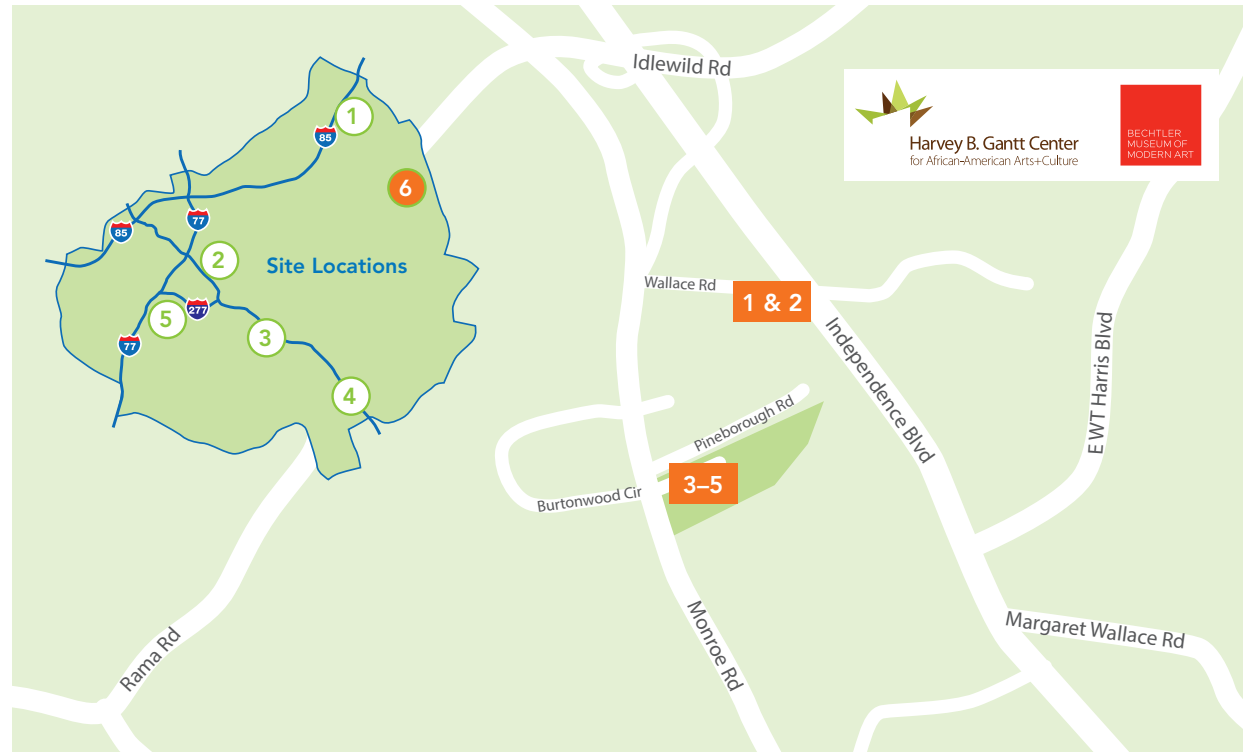 Idlewild Rd
Harvey B. Gantt Center
for African-American Arts+Culture
BECHTLER
MUSEUM OF
MODERN ART
1
85
6
77
85
2
Site Locations
5
277
3
77
4
Wallace Rd
1 & 2
Independence Blvd
E WT Harris Blvd
Pineborough Rd
3–5
Burtonwood Cir
Monroe Rd
Margaret Wallace Rd
Rama Rd